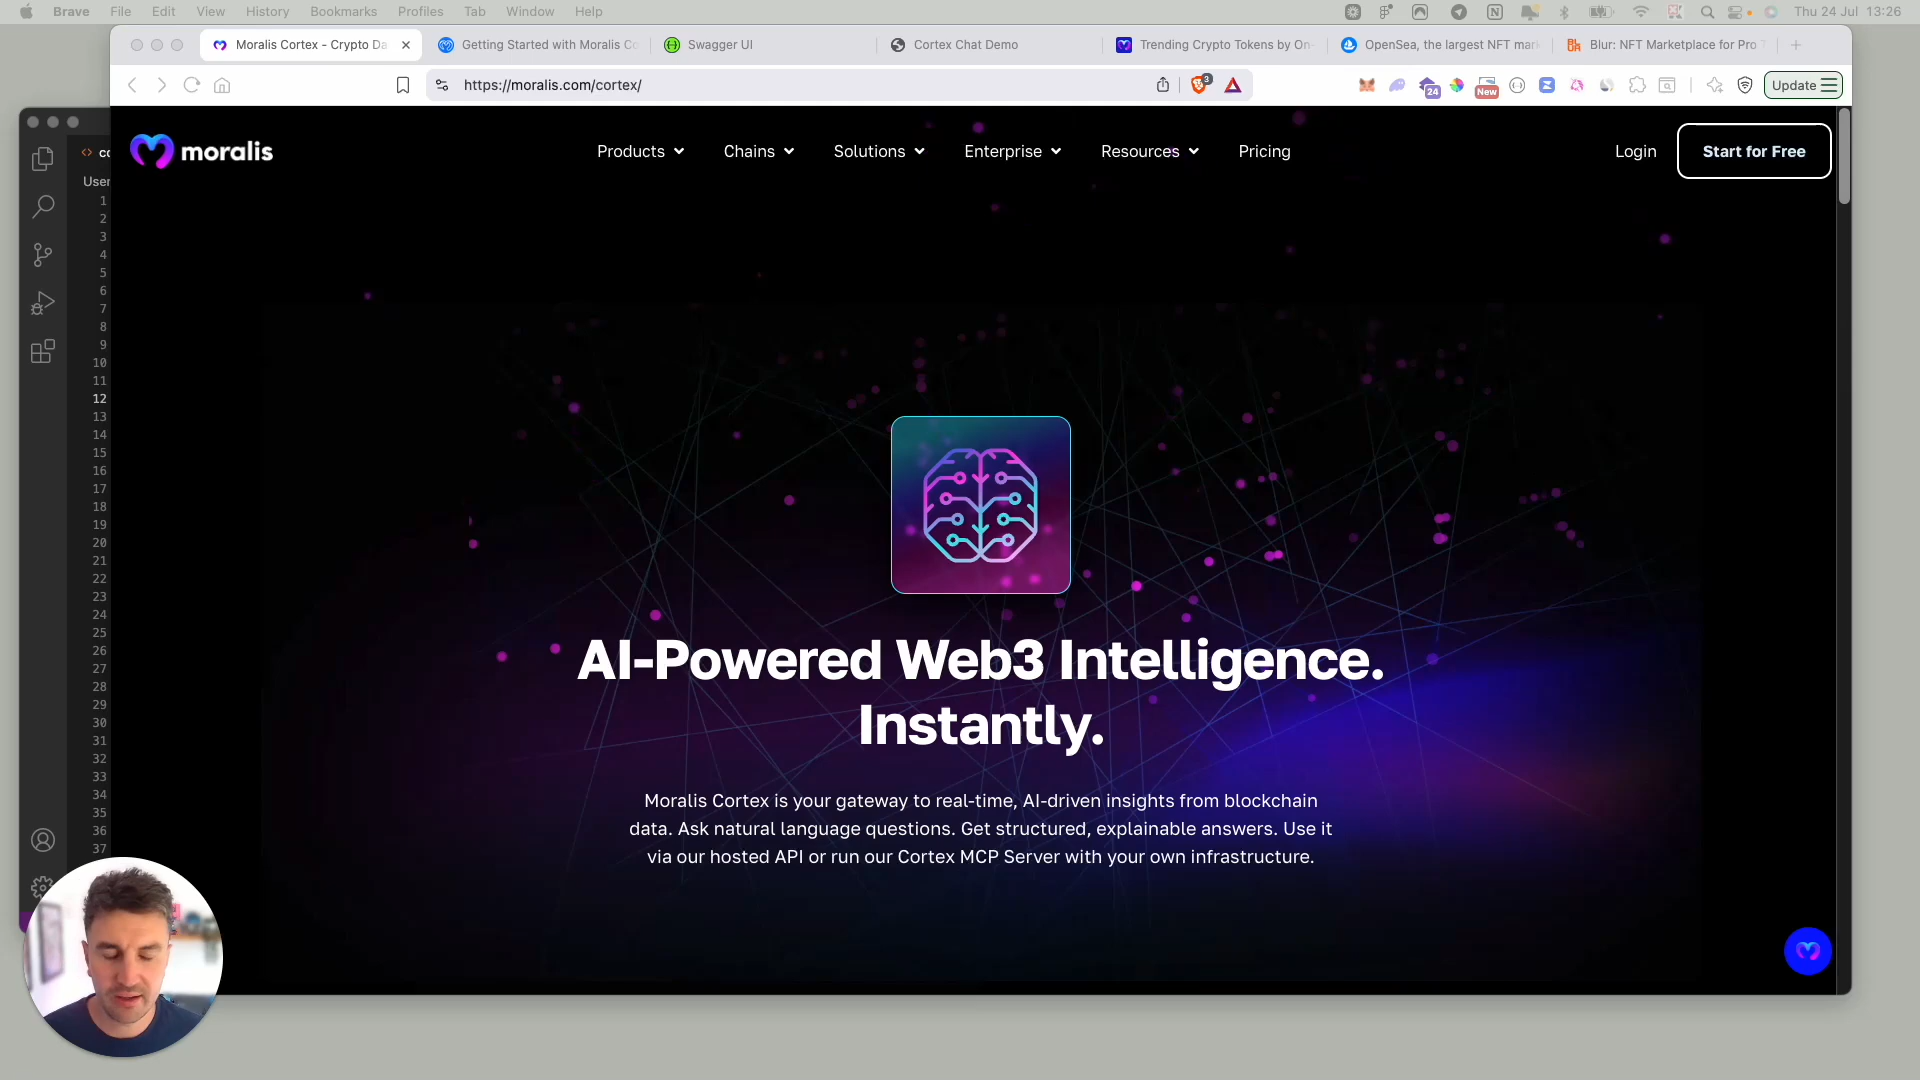 Brave File Edit View History Bookmarks Profiles Tab Window Help
Thu 24 Jul 13:26
Moralis Cortex - Crypto Da
Getting Started with Moralis Co
Swagger UI
Cortex Chat Demo
Trending Crypto Tokens by On-
OpenSea, the largest NFT mark
Blur: NFT Marketplace for Pro T
https://moralis.com/cortex/
3
24
New
Update
moralis
Products
Chains
Solutions
Enterprise
Resources
Pricing
Login
Start for Free
<> co
User
1
2
3
4
5
6
7
8
9
10
11
12
13
14
15
16
17
18
19
20
21
22
23
24
25
26
27
28
29
30
31
32
33
34
35
36
37
AI-Powered Web3 Intelligence.
Instantly.
Moralis Cortex is your gateway to real-time, AI-driven insights from blockchain
data. Ask natural language questions. Get structured, explainable answers. Use it
via our hosted API or run our Cortex MCP Server with your own infrastructure.